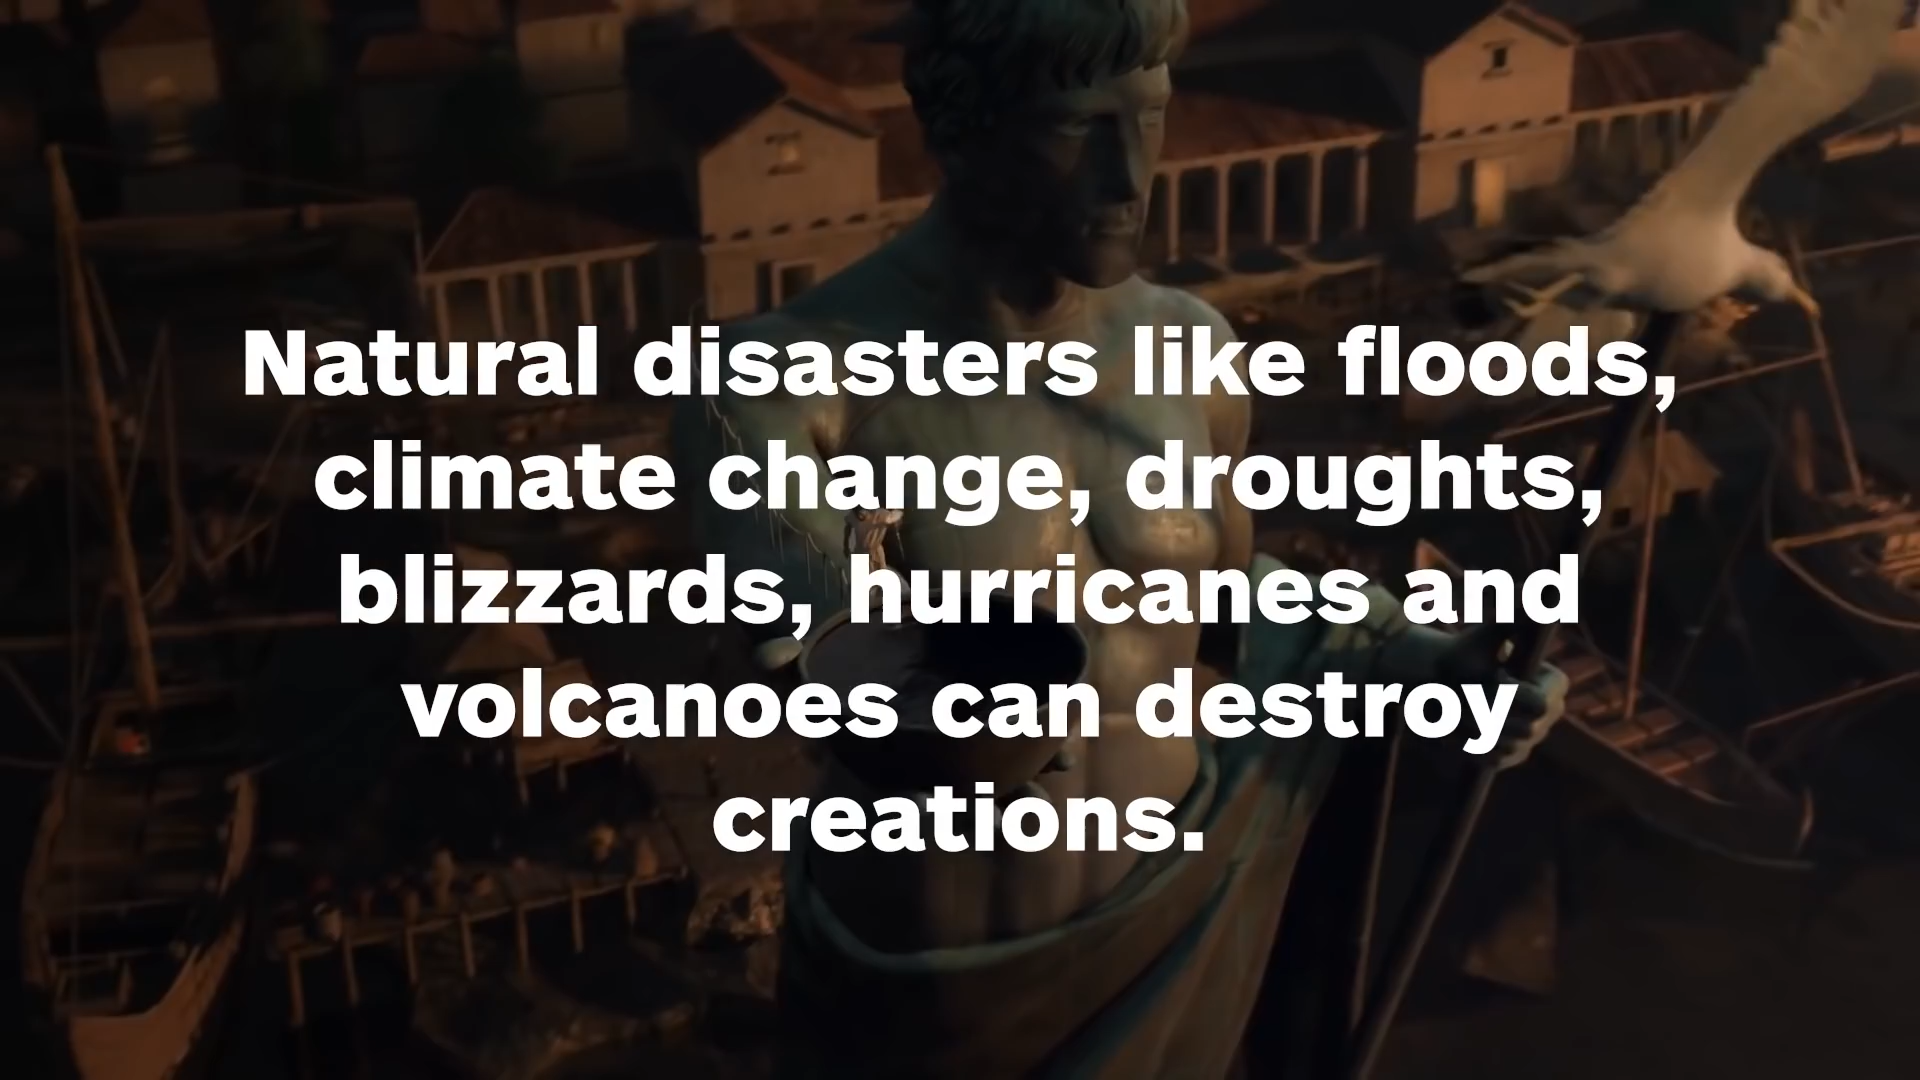 Natural disasters like floods,
climate change, droughts,
blizzards, hurricanes and
volcanoes can destroy
creations.